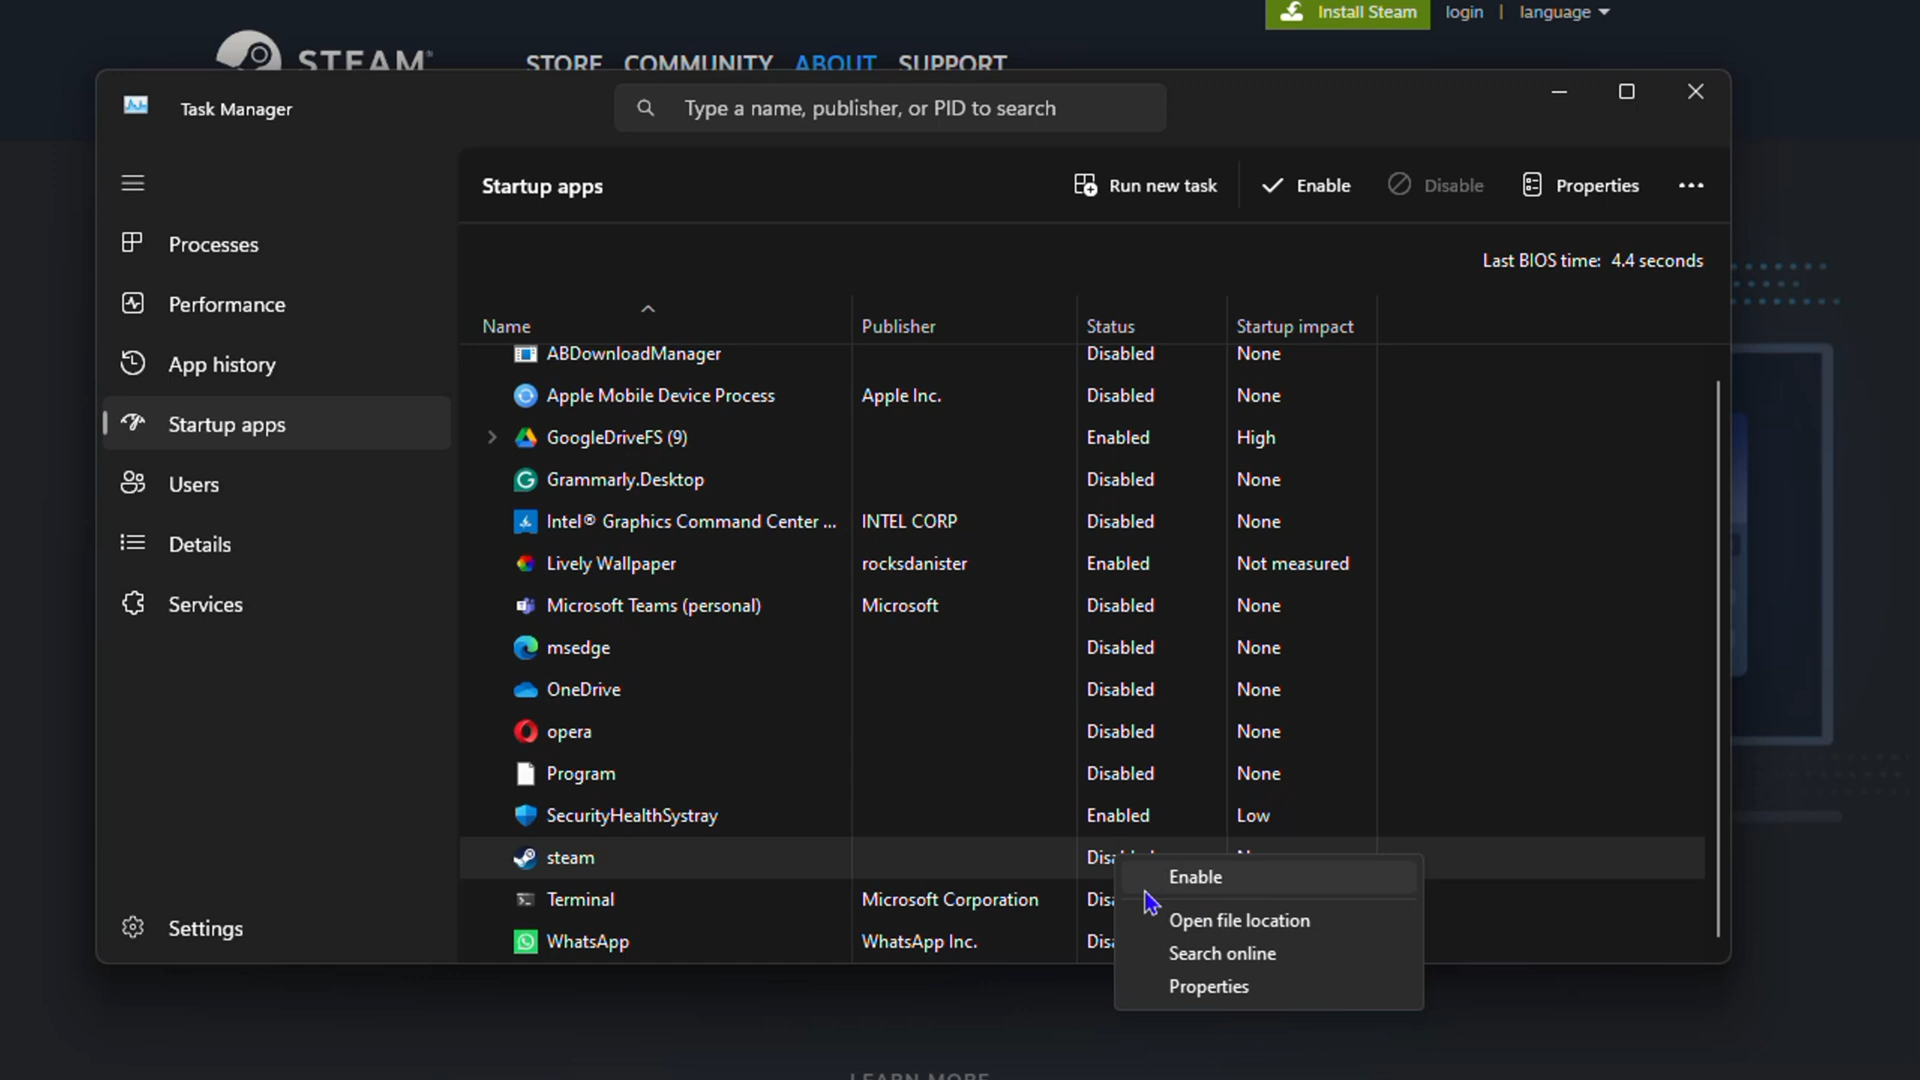 Install Steam login | language
STEAM STORE COMMUNITY ABOUT SUPPORT
Task Manager
Type a name, publisher, or PID to search
Startup apps
Run new task Enable Disable Properties
Last BIOS time: 4.4 seconds
Processes
Performance
App history
Startup apps
Users
Details
Services
Settings
Name Publisher Status Startup impact
ABDownloadManager Disabled None
Apple Mobile Device Process Apple Inc. Disabled None
GoogleDriveFS (9) Enabled High
Grammarly.Desktop Disabled None
Intel® Graphics Command Center ... INTEL CORP Disabled None
Lively Wallpaper rocksdanister Enabled Not measured
Microsoft Teams (personal) Microsoft Disabled None
msedge Disabled None
OneDrive Disabled None
opera Disabled None
Program Disabled None
SecurityHealthSystray Enabled Low
steam
Terminal Microsoft Corporation
WhatsApp WhatsApp Inc.
Enable
Open file location
Search online
Properties
LEARN MORE